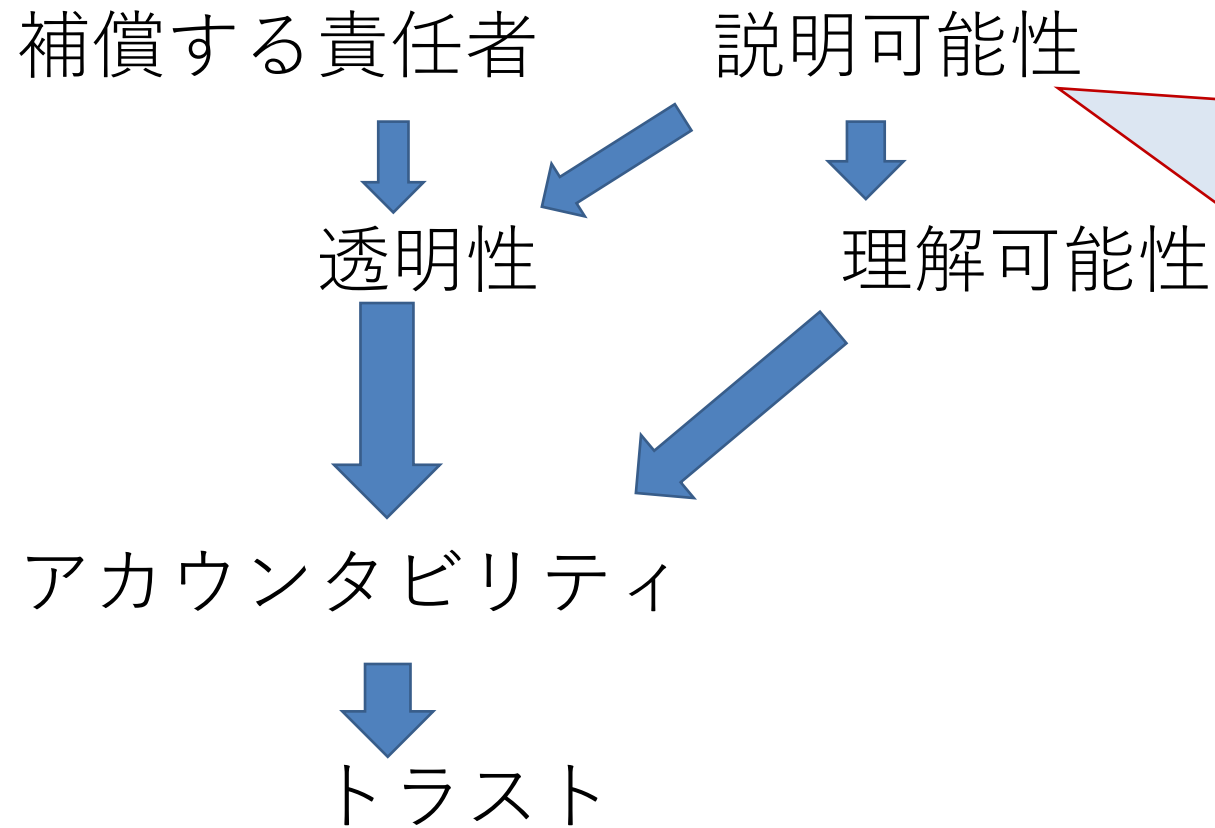 補償する責任者
説明可能性
透明性
理解可能性
アカウンタビリティ
トラスト